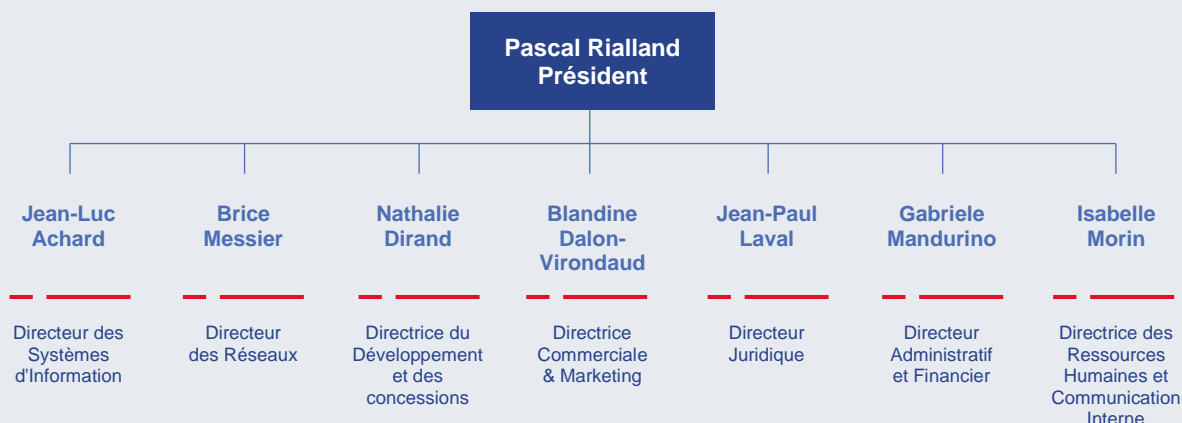 Pascal Rialland
Président
Jean-Luc
Achard
Directeur des
Systèmes
d'Information
Brice
Messier
Directeur
des Réseaux
Nathalie
Dirand
Directrice du
Développement
et des
concessions
Blandine
Dalon-
Virondaud
Directrice
Commerciale
& Marketing
Jean-Paul
Laval
Directeur
Juridique
Gabriele
Mandurino
Directeur
Administratif
et Financier
Isabelle
Morin
Directrice des
Ressources
Humaines et
Communication
Interne